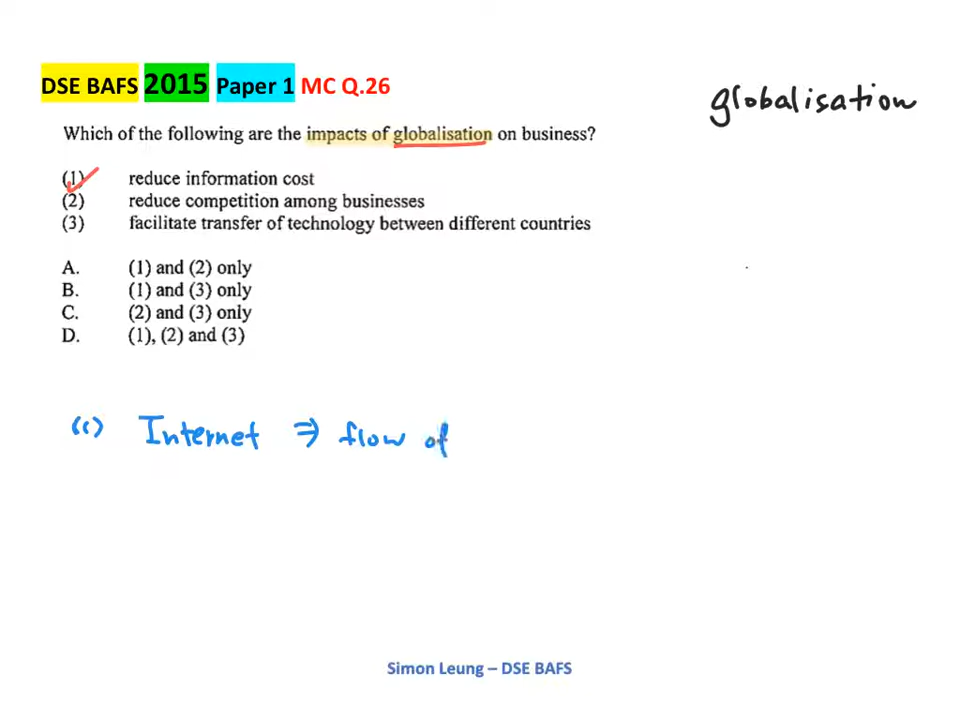 DSE BAFS 2015 Paper 1 MC Q.26
globalisation
Which of the following are the impacts of globalisation on business?
(1) reduce information cost
(2) reduce competition among businesses
(3) facilitate transfer of technology between different countries
A. (1) and (2) only
B. (1) and (3) only
C. (2) and (3) only
D. (1), (2) and (3)
(1) Internet ⇒ flow of
Simon Leung – DSE BAFS